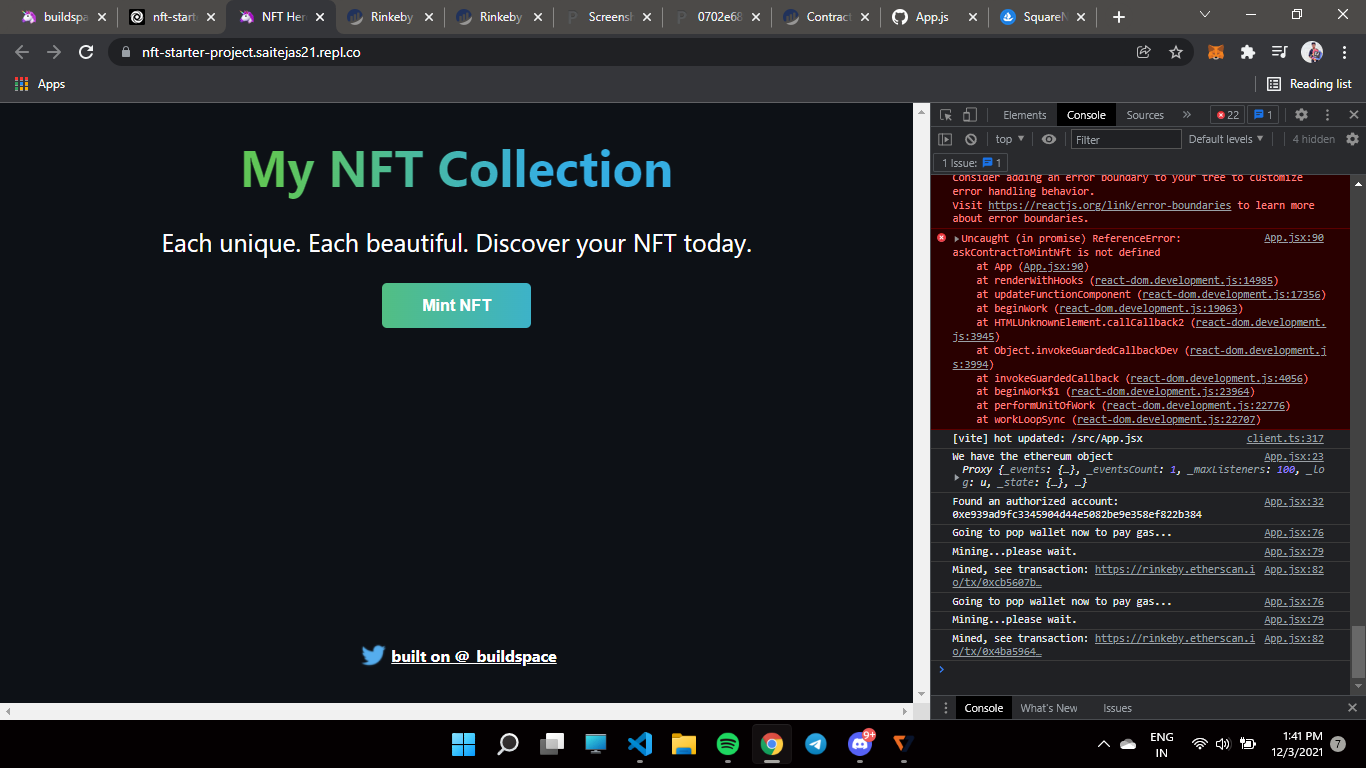 buildspa
nft-start
NFT Her
Rinkeby
Rinkeby
Screensh
0702e68
Contract
App.js
SquareN
nft-starter-project.saitejas21.repl.co
Apps
Reading list
My NFT Collection
Each unique. Each beautiful. Discover your NFT today.
Mint NFT
built on @_buildspace
Elements Console Sources » 22 1
top Filter Default levels 4 hidden
1 Issue: 1
Consider adding an error boundary to your tree to customize
error handling behavior.
Visit https://reactjs.org/link/error-boundaries to learn more
about error boundaries.
Uncaught (in promise) ReferenceError: App.jsx:90
askContractToMintNft is not defined
at App (App.jsx:90)
at renderWithHooks (react-dom.development.js:14985)
at updateFunctionComponent (react-dom.development.js:17356)
at beginWork (react-dom.development.js:19063)
at HTMLUnknownElement.callCallback2 (react-dom.development.
js:3945)
at Object.invokeGuardedCallbackDev (react-dom.development.j
s:3994)
at invokeGuardedCallback (react-dom.development.js:4056)
at beginWork$1 (react-dom.development.js:23964)
at performUnitOfWork (react-dom.development.js:22776)
at workLoopSync (react-dom.development.js:22707)
[vite] hot updated: /src/App.jsx client.ts:317
We have the ethereum object App.jsx:23
Proxy {_events: {…}, _eventsCount: 1, _maxListeners: 100, _lo
g: u, _state: {…}, …}
Found an authorized account: App.jsx:32
0xe939ad9fc3345904d44e5082be9e358ef822b384
Going to pop wallet now to pay gas... App.jsx:76
Mining...please wait. App.jsx:79
Mined, see transaction: https://rinkeby.etherscan.i App.jsx:82
o/tx/0xcb5607b…
Going to pop wallet now to pay gas... App.jsx:76
Mining...please wait. App.jsx:79
Mined, see transaction: https://rinkeby.etherscan.i App.jsx:82
o/tx/0x4ba5964…
Console What's New Issues
9+
ENG
IN
1:41 PM
12/3/2021
7